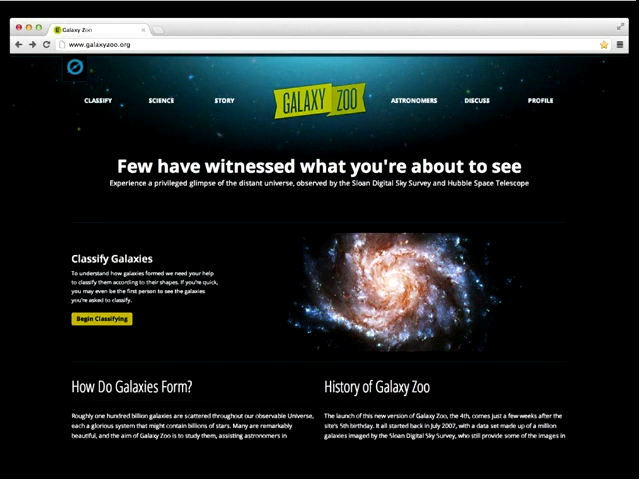 Galaxy Zoo
www.galaxyzoo.org
CLASSIFY SCIENCE STORY GALAXY ZOO ASTRONOMERS DISCUSS PROFILE
Few have witnessed what you're about to see
Experience a privileged glimpse of the distant universe, observed by the Sloan Digital Sky Survey and Hubble Space Telescope
Classify Galaxies
To understand how galaxies formed we need your help
to classify them according to their shapes. If you're quick,
you may even be the first person to see the galaxies
you're asked to classify.
Begin Classifying
How Do Galaxies Form?
Roughly one hundred billion galaxies are scattered throughout our observable Universe,
each a glorious system that might contain billions of stars. Many are remarkably
beautiful, and the aim of Galaxy Zoo is to study them, assisting astronomers in
History of Galaxy Zoo
The launch of this new version of Galaxy Zoo, the 4th, comes just a few weeks after the
site's 5th birthday. It all started back in July 2007, with a data set made up of a million
galaxies imaged by the Sloan Digital Sky Survey, who still provide some of the images in